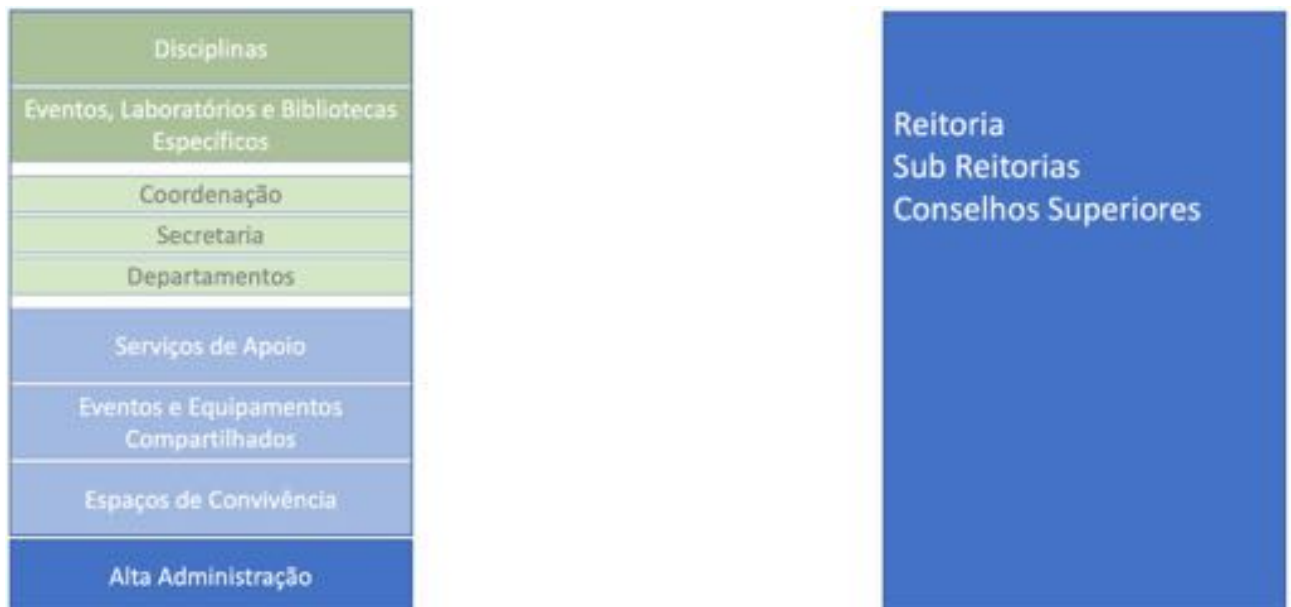 Disciplinas
Eventos, Laboratórios e Bibliotecas
Específicos
Coordenação
Secretaria
Departamentos
Serviços de Apoio
Eventos e Equipamentos
Compartilhados
Espaços de Convivência
Alta Administração
Reitoria
Sub Reitorias
Conselhos Superiores